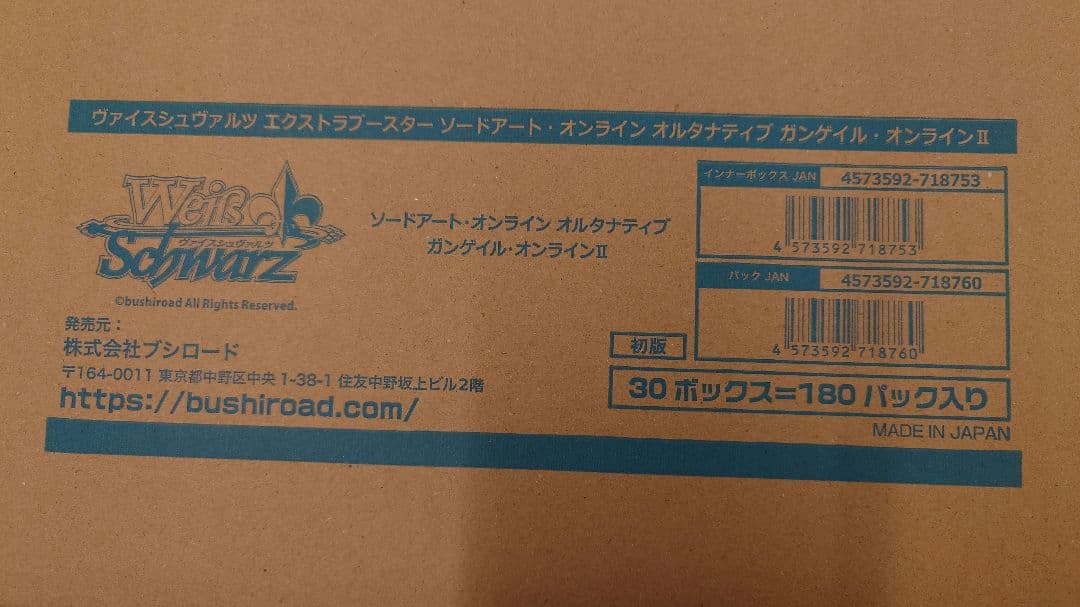 ヴァイスシュヴァルツ エクストラブースター ソードアート・オンライン オルタナティブ ガンゲイル・オンラインⅡ
Weiß
ヴァイスシュヴァルツ
Schwarz
©bushiroad All Rights Reserved.
ソードアート・オンライン オルタナティブ
ガンゲイル・オンラインⅡ
インナーボックス JAN 4573592-718753
4 573592 718753
パック JAN 4573592-718760
4 573592 718760
発売元：
株式会社ブシロード
〒164-0011 東京都中野区中央1-38-1 住友中野坂上ビル2階
https://bushiroad.com/
初版
30 ボックス=180 パック入り
MADE IN JAPAN